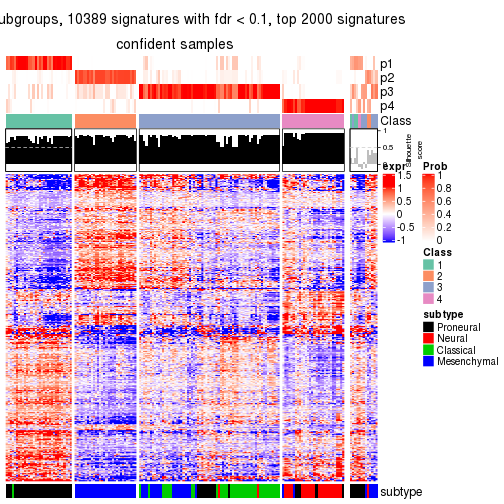 ubgroups, 10389 signatures with fdr < 0.1, top 2000 signatures
confident samples
p1
p2
p3
p4
Class
1
0.5
0
Silhouette
score
expr
1.5
1
0.5
0
-0.5
-1
Prob
1
0.8
0.6
0.4
0.2
0
Class
1
2
3
4
subtype
Proneural
Neural
Classical
Mesenchymal
subtype